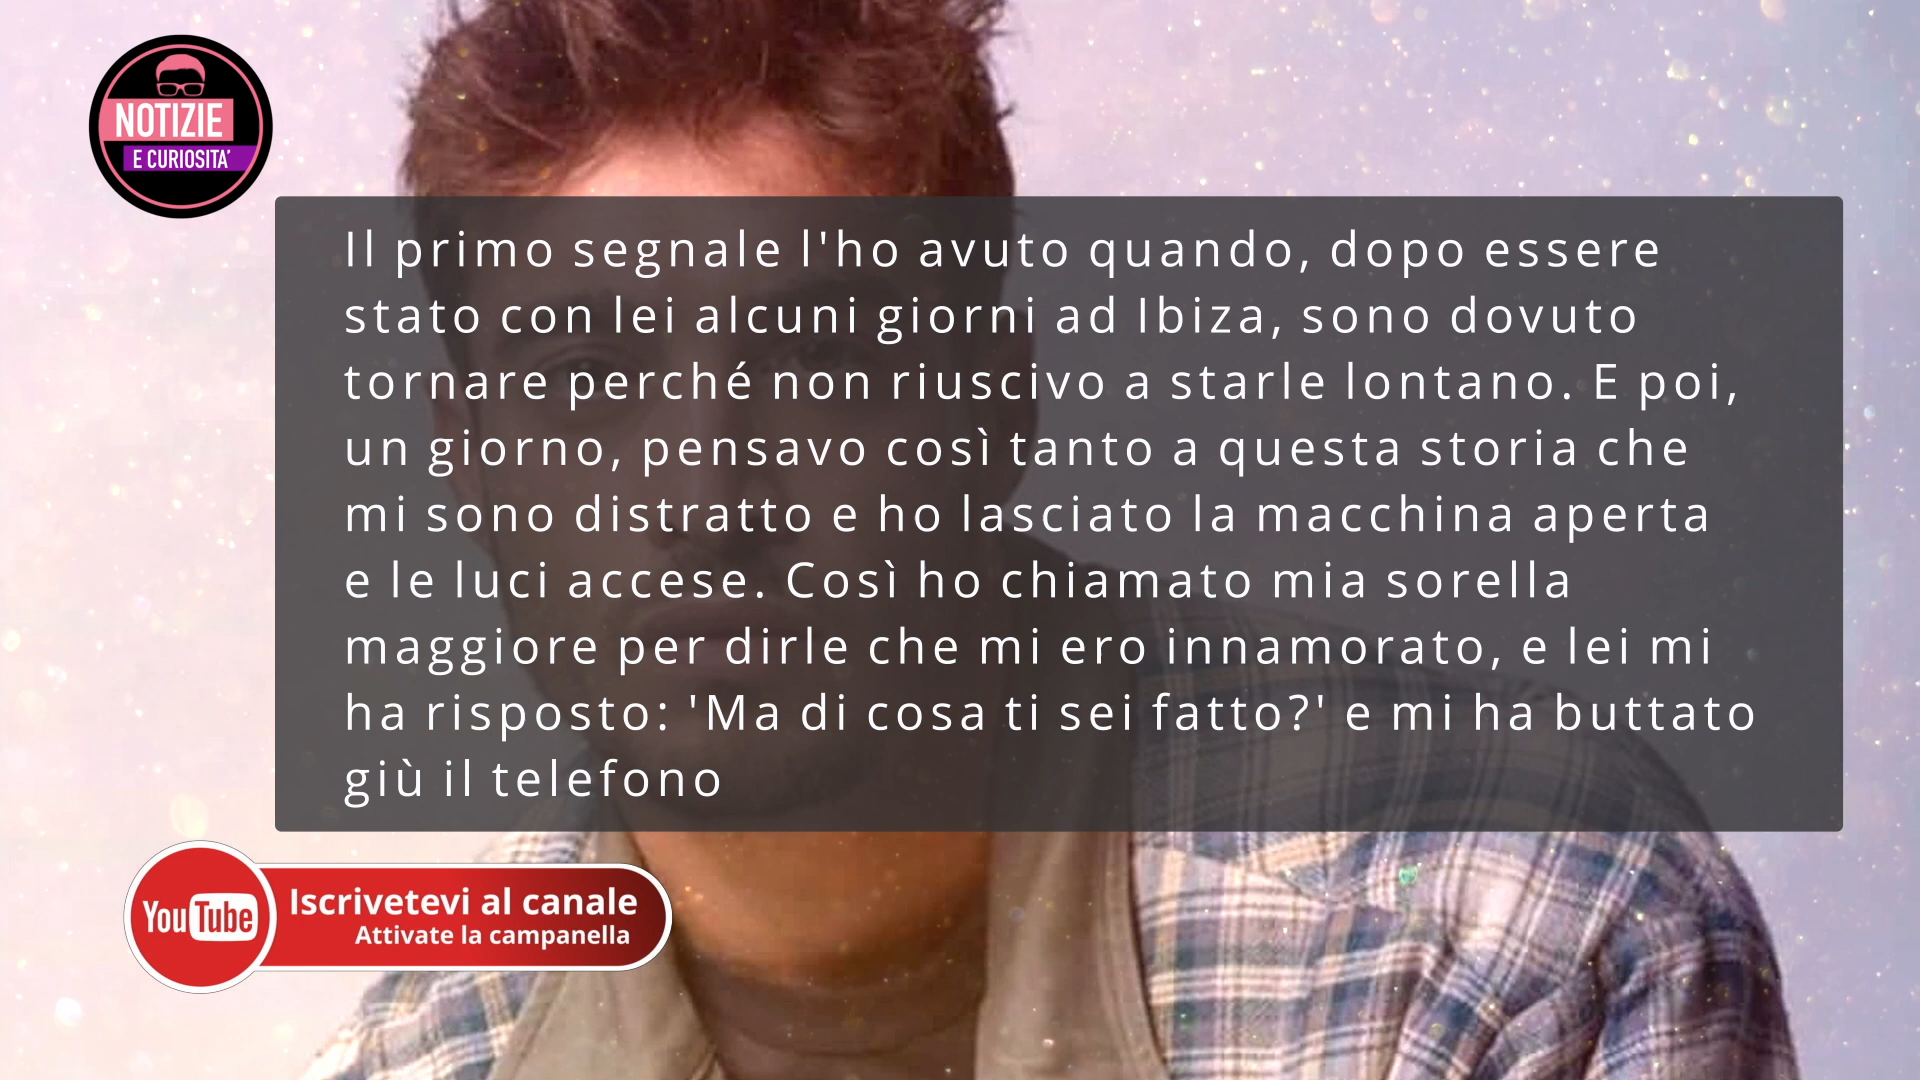 NOTIZIE
E CURIOSITA'
Il primo segnale l'ho avuto quando, dopo essere
stato con lei alcuni giorni ad Ibiza, sono dovuto
tornare perché non riuscivo a starle lontano. E poi,
un giorno, pensavo così tanto a questa storia che
mi sono distratto e ho lasciato la macchina aperta
e le luci accese. Così ho chiamato mia sorella
maggiore per dirle che mi ero innamorato, e lei mi
ha risposto: 'Ma di cosa ti sei fatto?' e mi ha buttato
giù il telefono
YouTube
Iscrivetevi al canale
Attivate la campanella